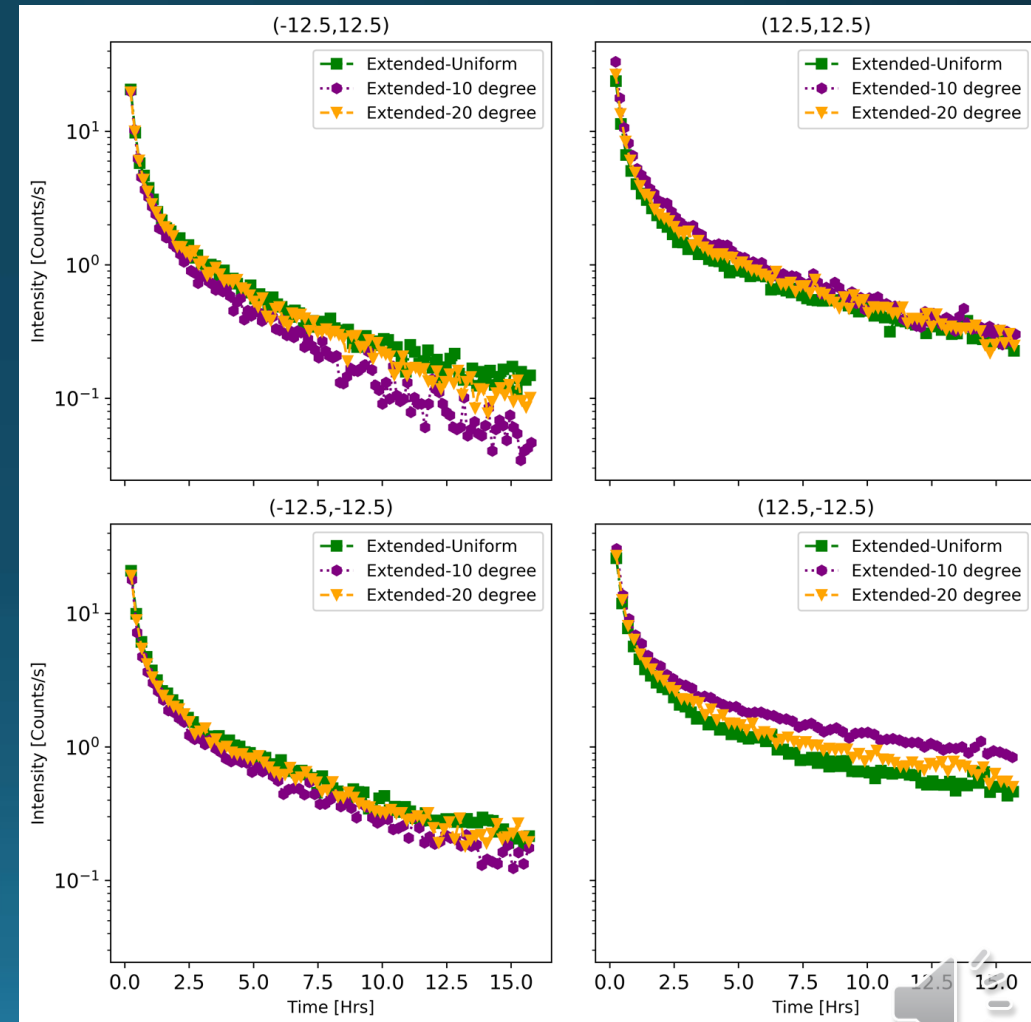 (-12.5,12.5)
Extended-Uniform
Extended-10 degree
Extended-20 degree
10¹
10⁰
10⁻¹
Intensity [Counts/s]
(12.5,12.5)
Extended-Uniform
Extended-10 degree
Extended-20 degree
(-12.5,-12.5)
Extended-Uniform
Extended-10 degree
Extended-20 degree
10¹
10⁰
10⁻¹
Intensity [Counts/s]
0.0 2.5 5.0 7.5 10.0 12.5 15.0
Time [Hrs]
(12.5,-12.5)
Extended-Uniform
Extended-10 degree
Extended-20 degree
0.0 2.5 5.0 7.5 10.0 12.5 15.0
Time [Hrs]